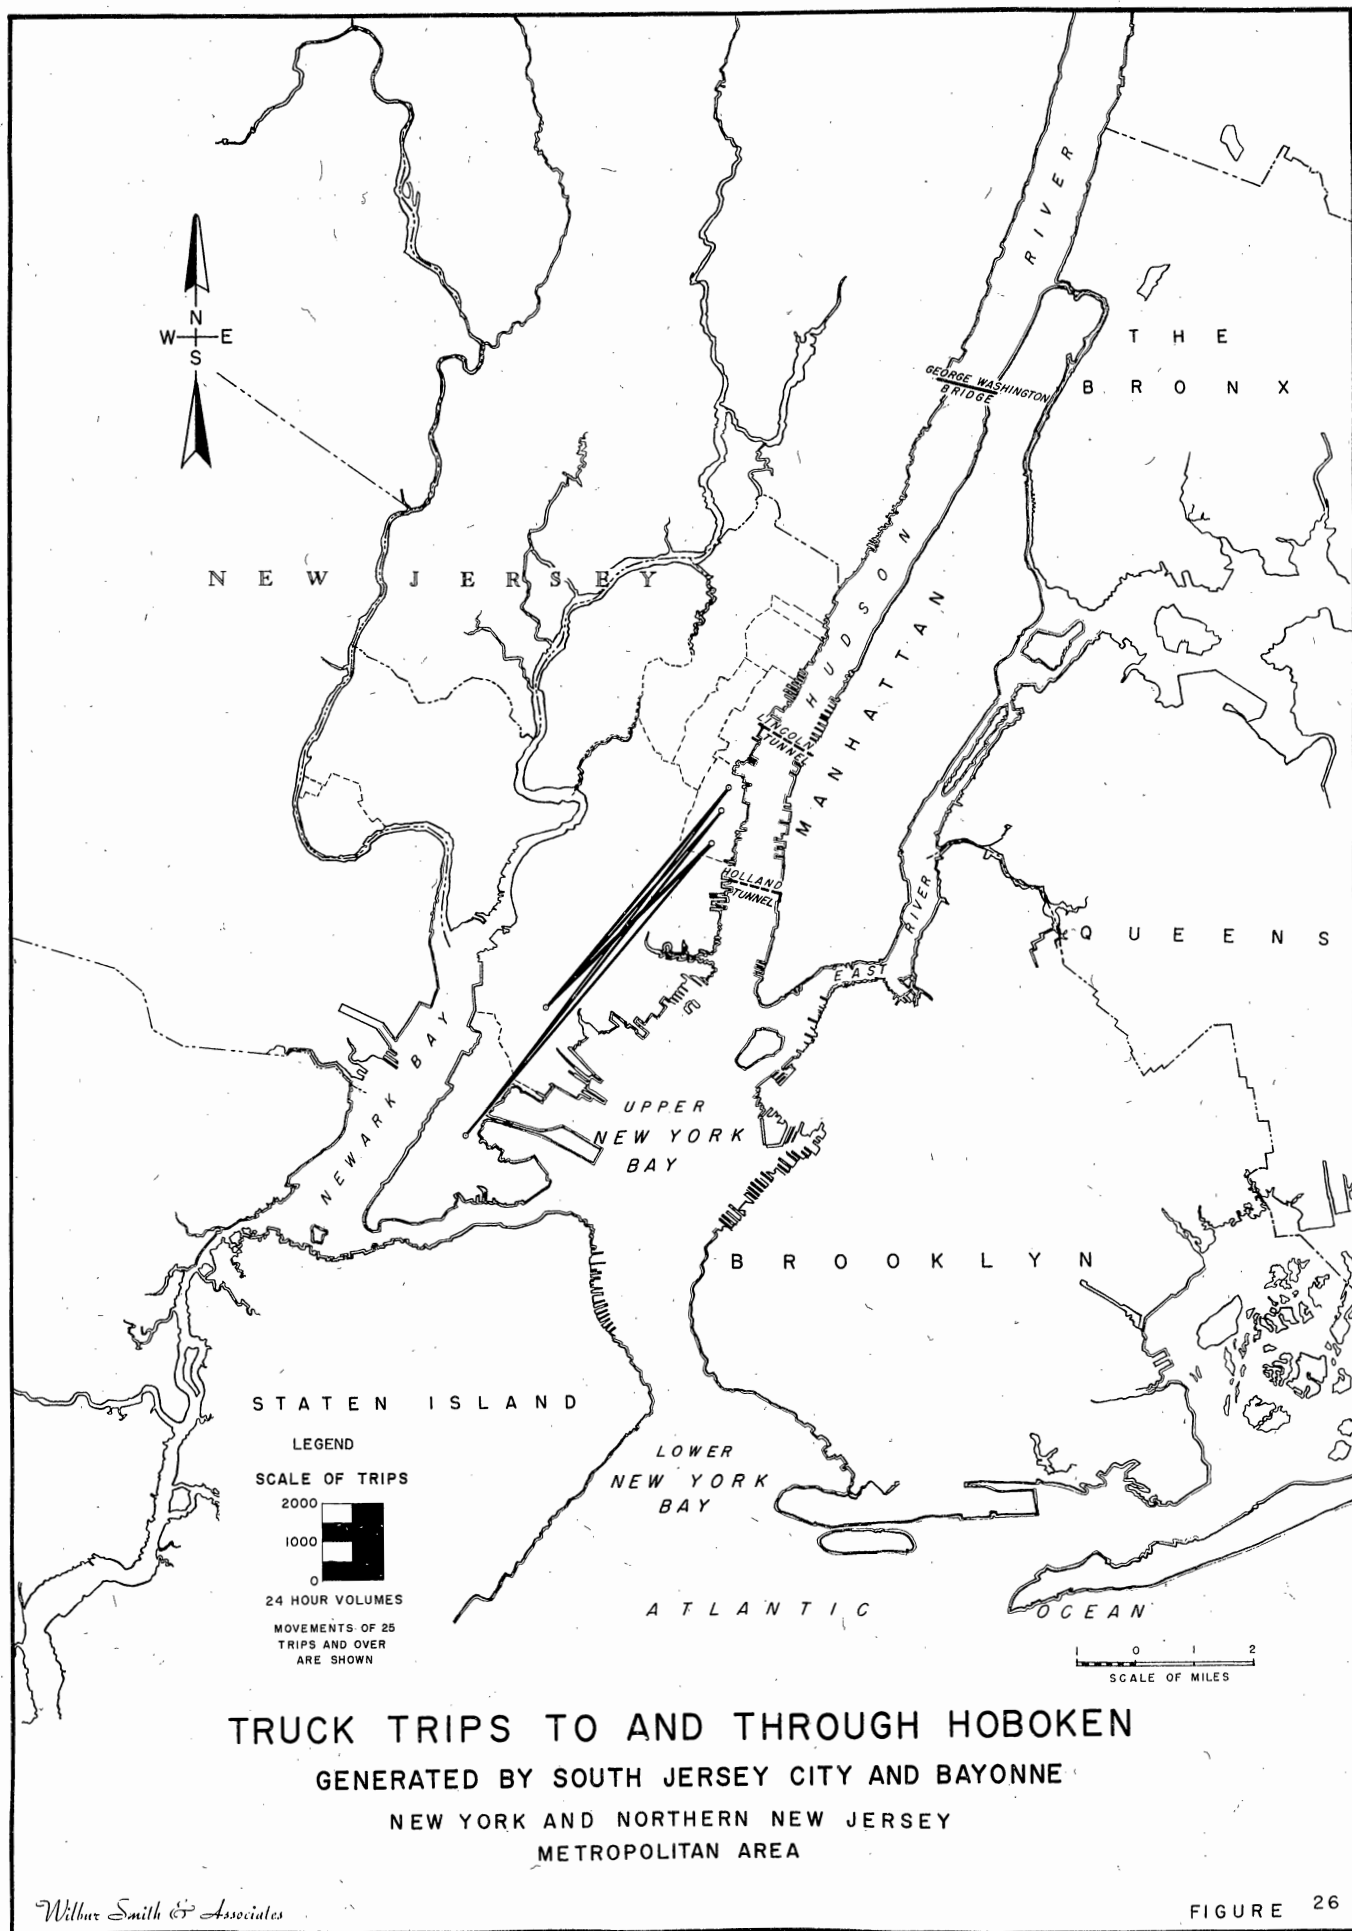 RIVER
N
W E
S
THE
BRONX
GEORGE WASHINGTON
BRIDGE
HUDSON
NEW JERSEY
MANHATTAN
LINCOLN
TUNNEL
HOLLAND
TUNNEL
RIVER
EAST
QUEENS
NEWARK BAY
UPPER
NEW YORK
BAY
BROOKLYN
STATEN ISLAND
LEGEND
SCALE OF TRIPS
2000
1000
0
24 HOUR VOLUMES
MOVEMENTS OF 25
TRIPS AND OVER
ARE SHOWN
LOWER
NEW YORK
BAY
ATLANTIC OCEAN
1 0 1 2
SCALE OF MILES
TRUCK TRIPS TO AND THROUGH HOBOKEN
GENERATED BY SOUTH JERSEY CITY AND BAYONNE
NEW YORK AND NORTHERN NEW JERSEY
METROPOLITAN AREA
Wilbur Smith & Associates
FIGURE 26